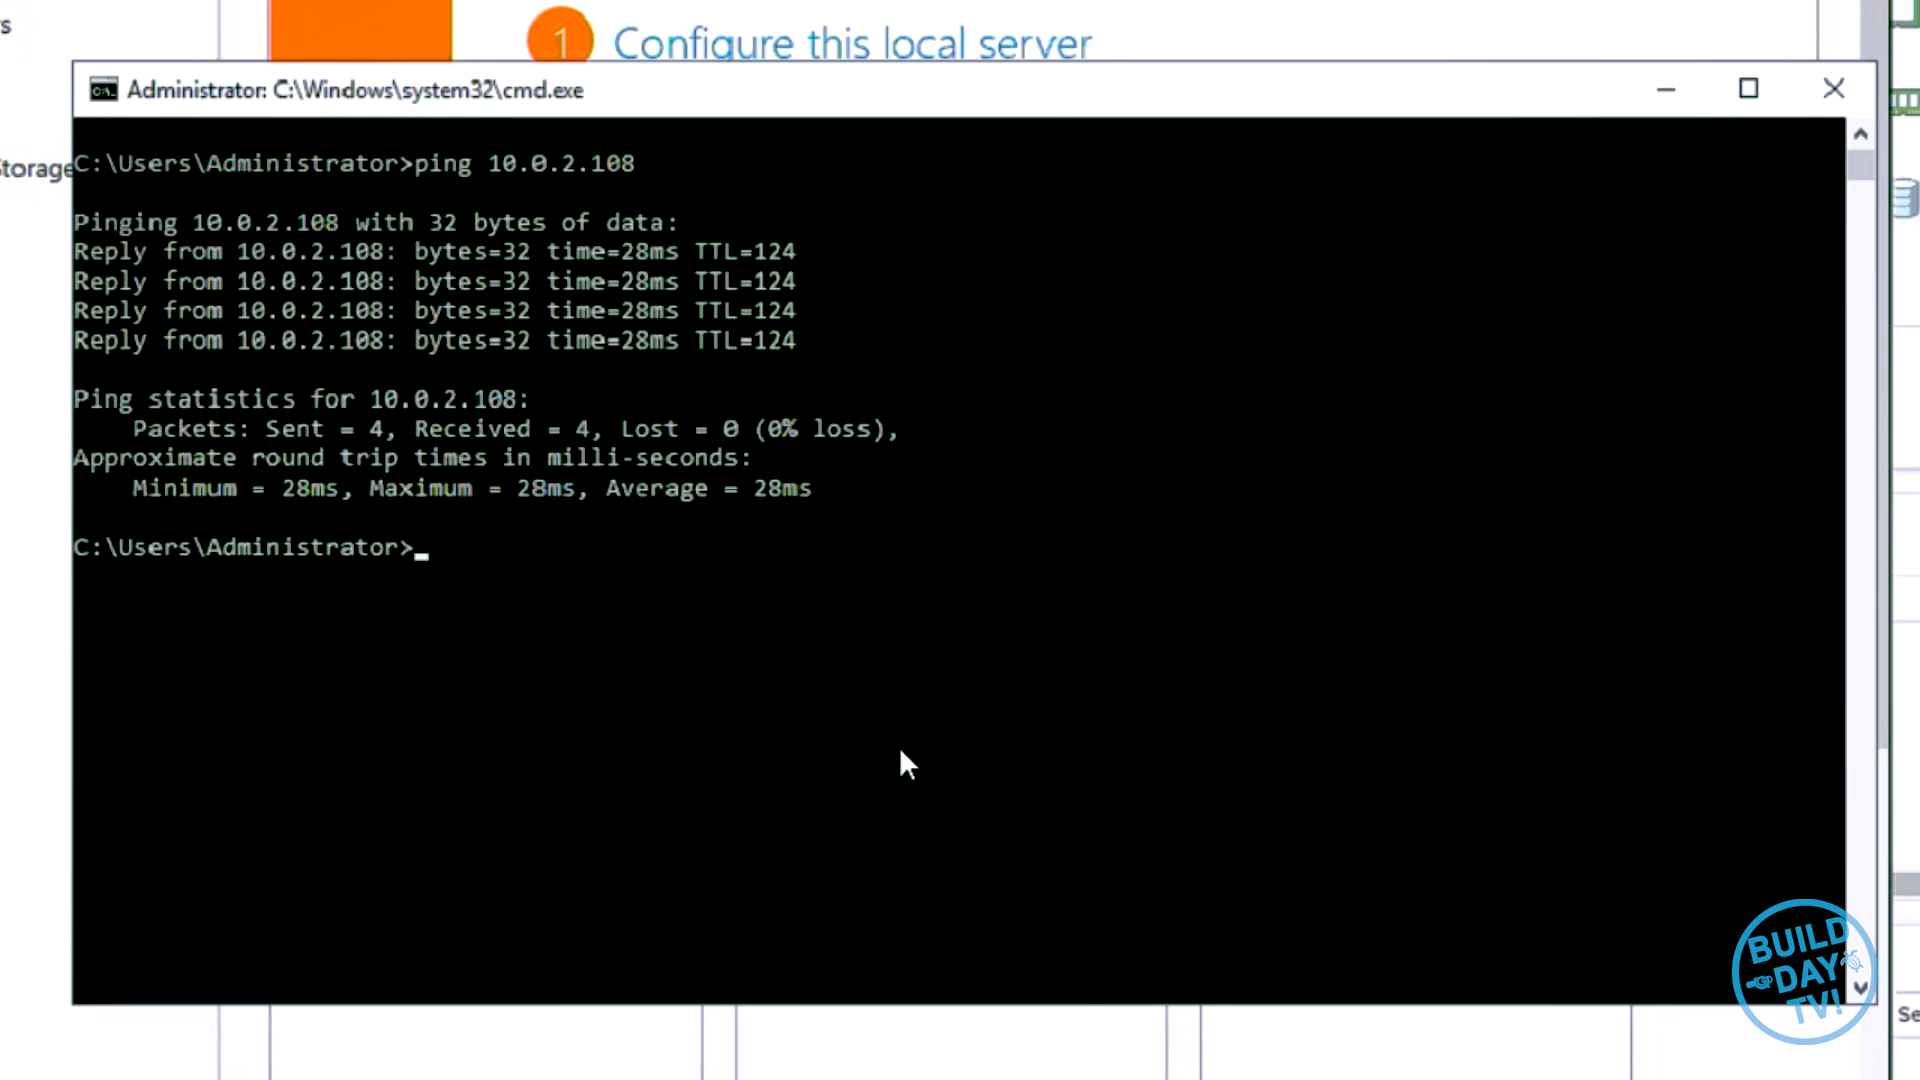 s
1 Configure this local server
Administrator: C:\Windows\system32\cmd.exe
Storage
C:\Users\Administrator>ping 10.0.2.108
Pinging 10.0.2.108 with 32 bytes of data:
Reply from 10.0.2.108: bytes=32 time=28ms TTL=124
Reply from 10.0.2.108: bytes=32 time=28ms TTL=124
Reply from 10.0.2.108: bytes=32 time=28ms TTL=124
Reply from 10.0.2.108: bytes=32 time=28ms TTL=124
Ping statistics for 10.0.2.108:
Packets: Sent = 4, Received = 4, Lost = 0 (0% loss),
Approximate round trip times in milli-seconds:
Minimum = 28ms, Maximum = 28ms, Average = 28ms
C:\Users\Administrator>
BUILD
DAY
TV!
Se